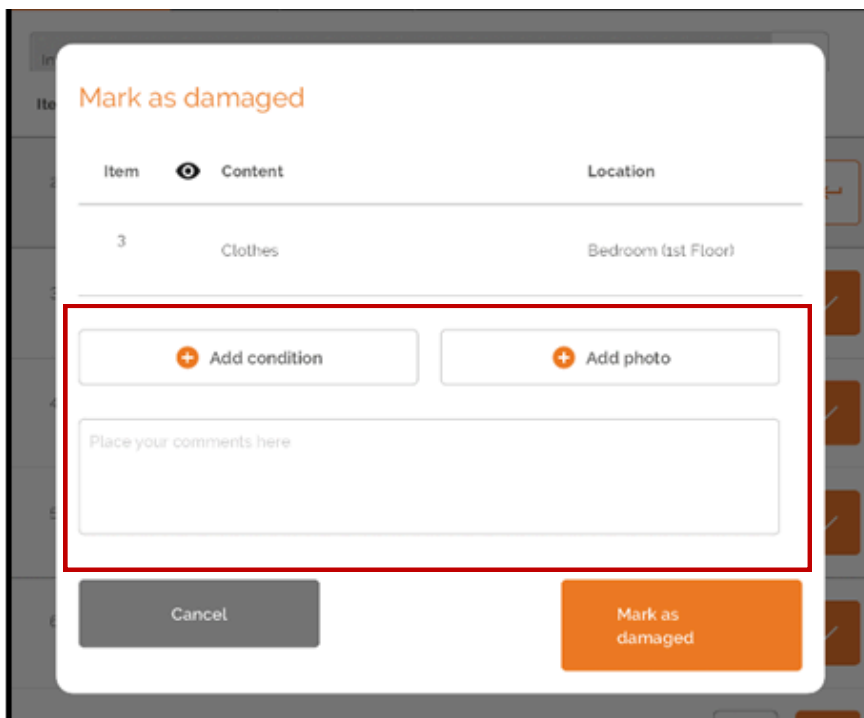 Mark as damaged
Item Content Location
3 Clothes Bedroom (1st Floor)
Add condition Add photo
Place your comments here
Cancel
Mark as
damaged